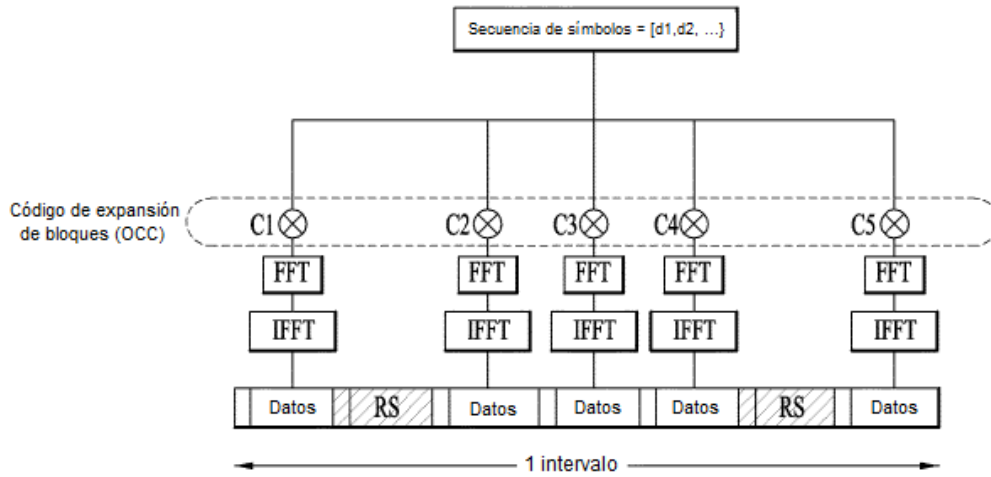 Secuencia de símbolos = [d1,d2, ...}
Código de expansión
de bloques (OCC)
C1 C2 C3 C4 C5
FFT FFT FFT FFT FFT
IFFT IFFT IFFT IFFT IFFT
Datos RS Datos Datos Datos RS Datos
1 intervalo